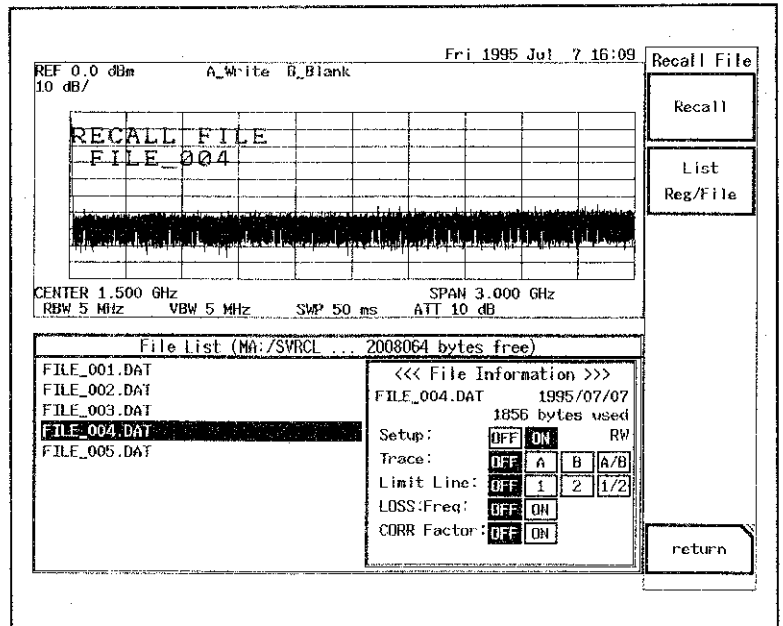 Fri 1995 Jul 7 16:09
REF 0.0 dBm A_Write B_Blank
10 dB/
RECALL FILE
FILE_004
CENTER 1.500 GHz SPAN 3.000 GHz
RBW 5 MHz VBW 5 MHz SWP 50 ms ATT 10 dB
File List (MA:/SVRCL ... 2008064 bytes free)
FILE_001.DAT
FILE_002.DAT
FILE_003.DAT
FILE_004.DAT
FILE_005.DAT
<<< File Information >>>
FILE_004.DAT 1995/07/07
1856 bytes used
Setup: OFF ON RW
Trace: OFF A B A/B
Limit Line: OFF 1 2 1/2
LOSS:Freq: OFF ON
CORR Factor: OFF ON
Recall File
Recall
List
Reg/File
return